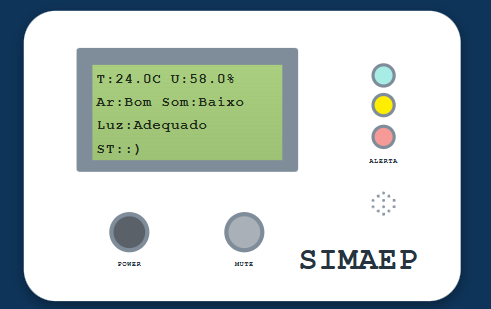 T:24.0C U:58.0%
Ar:Bom Som:Baixo
Luz:Adequado
ST::)
ALERTA
POWER
MUTE
SIMAEP